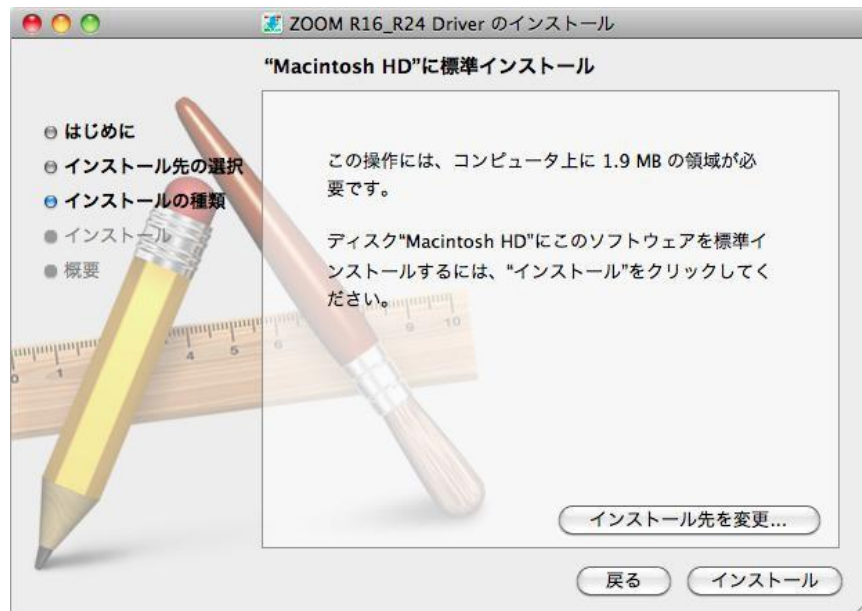 ZOOM R16_R24 Driver のインストール
“Macintosh HD”に標準インストール
はじめに
インストール先の選択
インストールの種類
インストール
概要
この操作には、コンピュータ上に 1.9 MB の領域が必
要です。
ディスク“Macintosh HD”にこのソフトウェアを標準イ
ンストールするには、“インストール”をクリックしてく
ださい。
0 1 4 5 6 9 10
インストール先を変更...
戻る
インストール